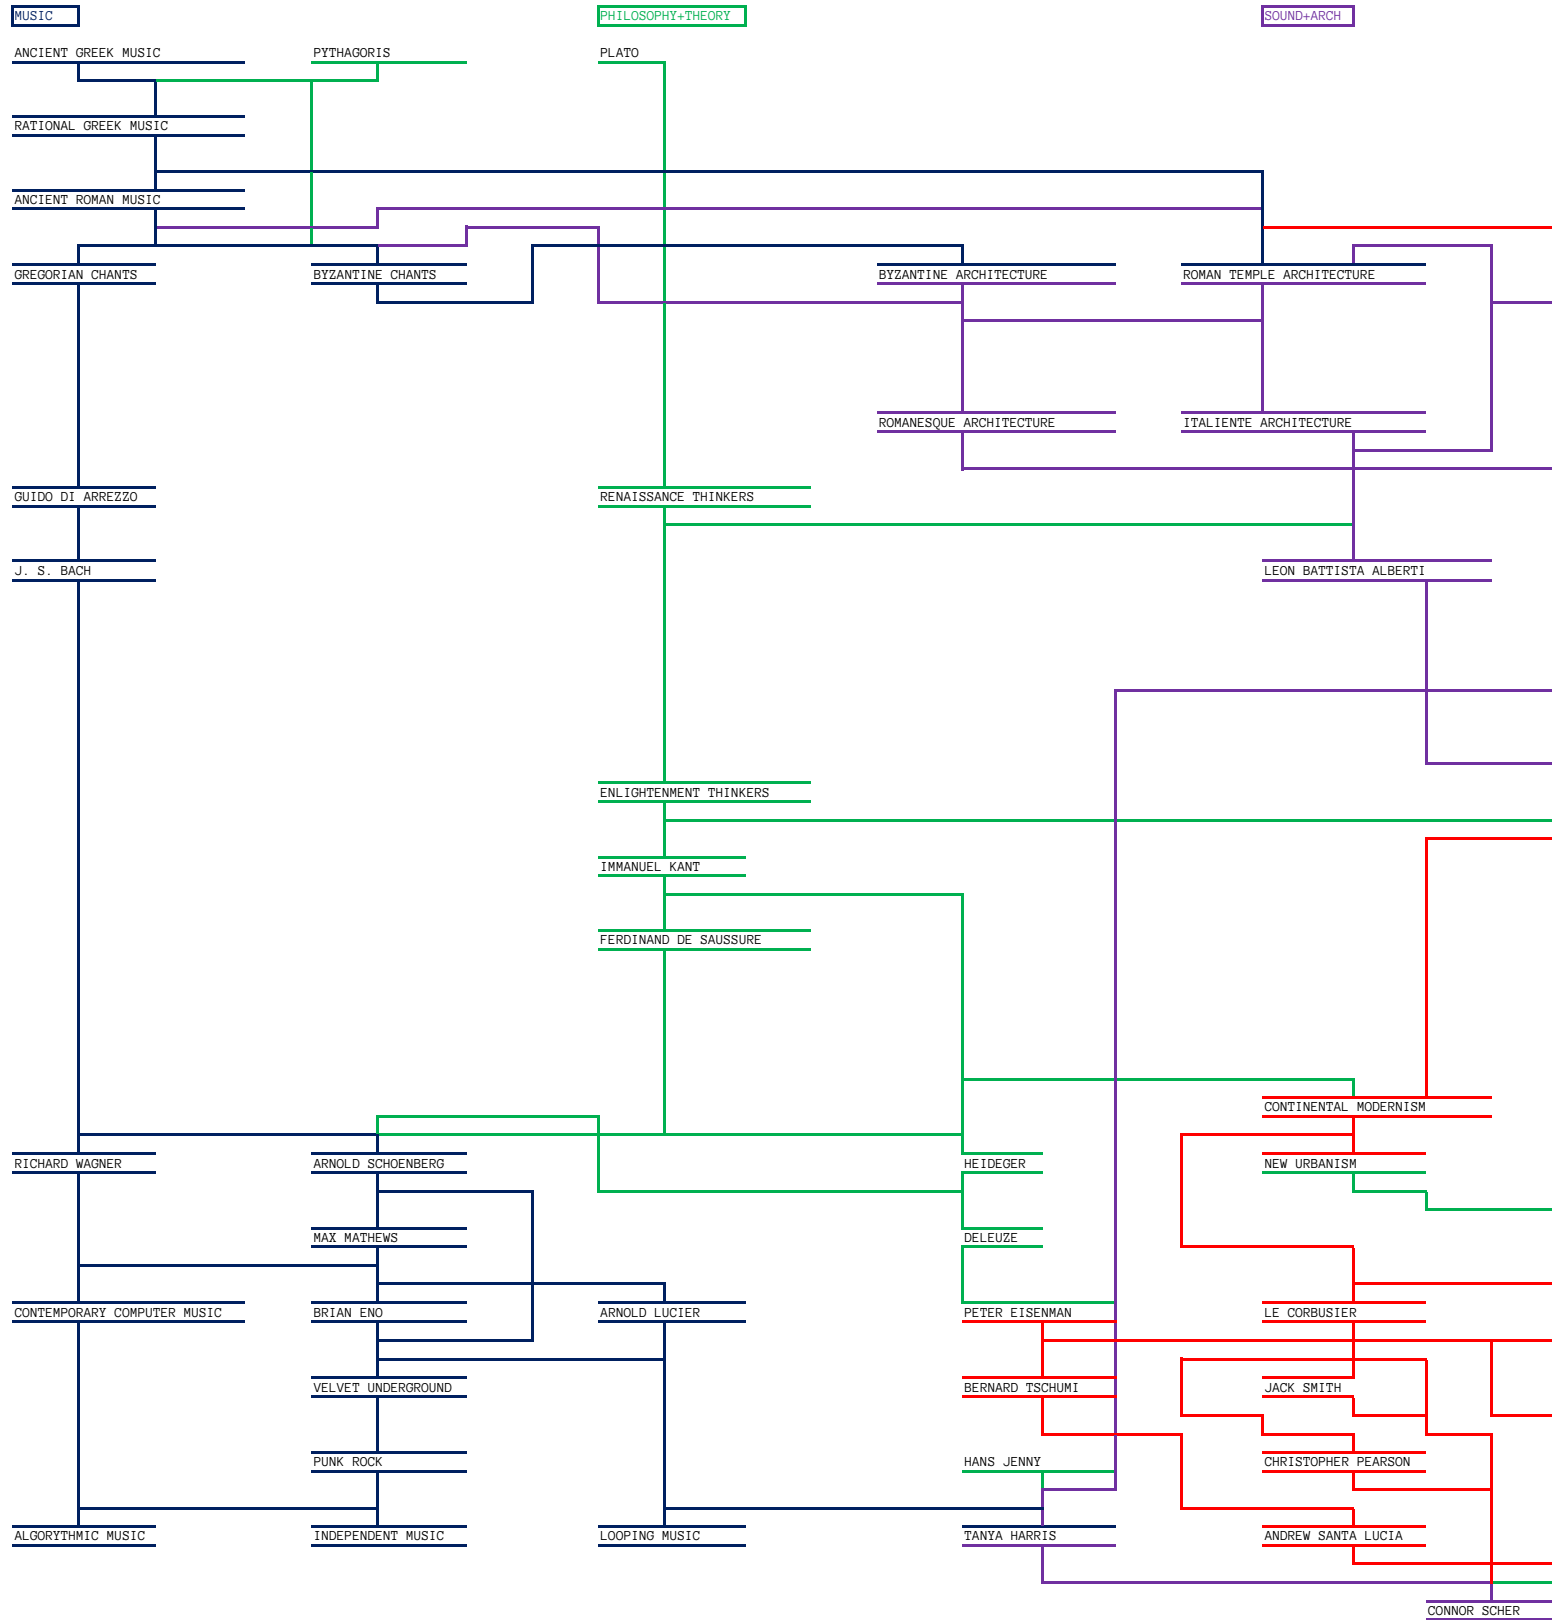 MUSIC
PHILOSOPHY+THEORY
SOUND+ARCH
ANCIENT GREEK MUSIC
PYTHAGORIS
PLATO
RATIONAL GREEK MUSIC
ANCIENT ROMAN MUSIC
GREGORIAN CHANTS
BYZANTINE CHANTS
BYZANTINE ARCHITECTURE
ROMAN TEMPLE ARCHITECTURE
ROMANESQUE ARCHITECTURE
ITALIENTE ARCHITECTURE
GUIDO DI ARREZZO
RENAISSANCE THINKERS
J. S. BACH
LEON BATTISTA ALBERTI
ENLIGHTENMENT THINKERS
IMMANUEL KANT
FERDINAND DE SAUSSURE
CONTINENTAL MODERNISM
RICHARD WAGNER
ARNOLD SCHOENBERG
HEIDEGER
NEW URBANISM
MAX MATHEWS
DELEUZE
CONTEMPORARY COMPUTER MUSIC
BRIAN ENO
ARNOLD LUCIER
PETER EISENMAN
LE CORBUSIER
VELVET UNDERGROUND
BERNARD TSCHUMI
JACK SMITH
PUNK ROCK
HANS JENNY
CHRISTOPHER PEARSON
ALGORYTHMIC MUSIC
INDEPENDENT MUSIC
LOOPING MUSIC
TANYA HARRIS
ANDREW SANTA LUCIA
CONNOR SCHER